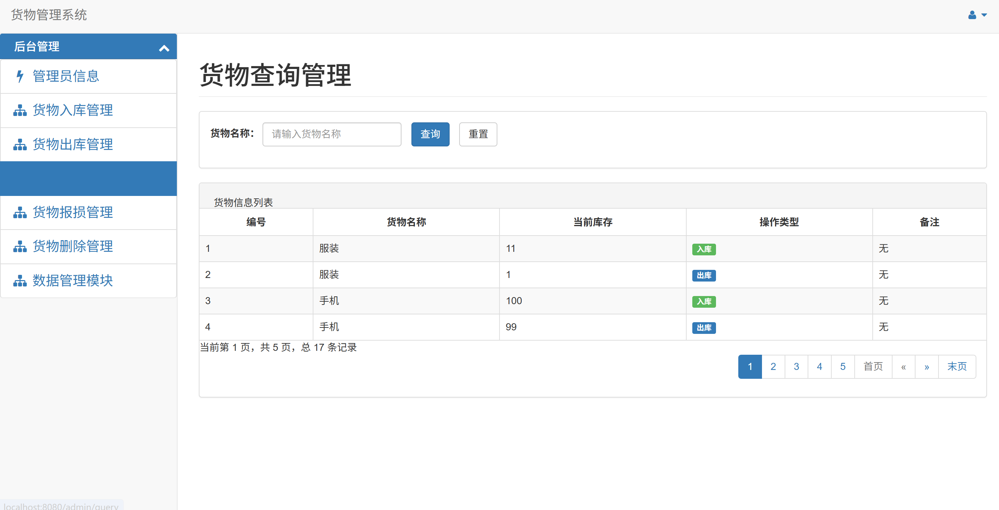 货物管理系统
后台管理
管理员信息
货物入库管理
货物出库管理
货物报损管理
货物删除管理
数据管理模块
货物查询管理
货物名称： 请输入货物名称 查询 重置
货物信息列表
编号 货物名称 当前库存 操作类型 备注
1 服装 11 入库 无
2 服装 1 出库 无
3 手机 100 入库 无
4 手机 99 出库 无
当前第 1 页，共 5 页，总 17 条记录
1 2 3 4 5 首页 « » 末页
localhost:8080/admin/query